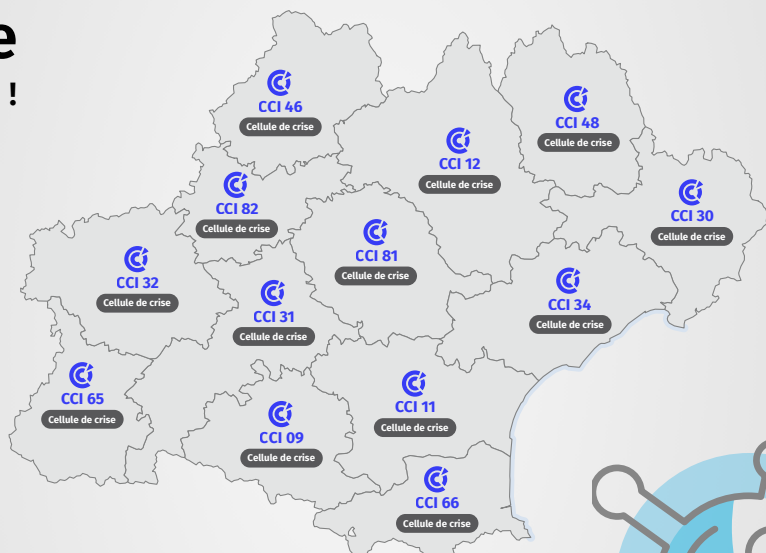 e
!
CCI 46
Cellule de crise
CCI 48
Cellule de crise
CCI 12
Cellule de crise
CCI 82
Cellule de crise
CCI 30
Cellule de crise
CCI 81
Cellule de crise
CCI 32
Cellule de crise
CCI 31
Cellule de crise
CCI 34
Cellule de crise
CCI 65
Cellule de crise
CCI 11
Cellule de crise
CCI 09
Cellule de crise
CCI 66
Cellule de crise